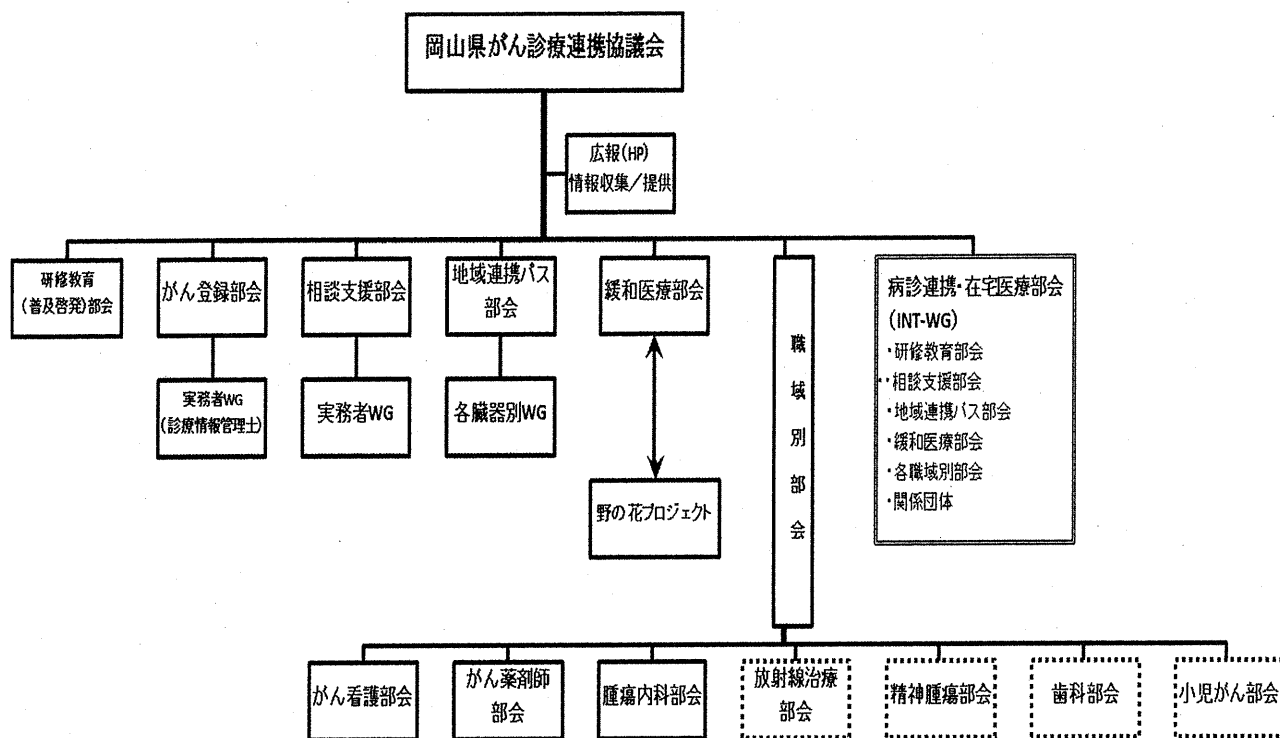 岡山県がん診療連携協議会
広報(HP)
情報収集／提供
研修教育
(普及啓発)部会
がん登録部会
相談支援部会
地域連携パス
部会
緩和医療部会
職域別部会
病診連携・在宅医療部会
(INT-WG)
・研修教育部会
・・相談支援部会
・地域連携パス部会
・緩和医療部会
・各職域別部会
・関係団体
実務者WG
(診療情報管理士)
実務者WG
各臓器別WG
野の花プロジェクト
がん看護部会
がん薬剤師
部会
腫瘍内科部会
放射線治療
部会
精神腫瘍部会
歯科部会
小児がん部会